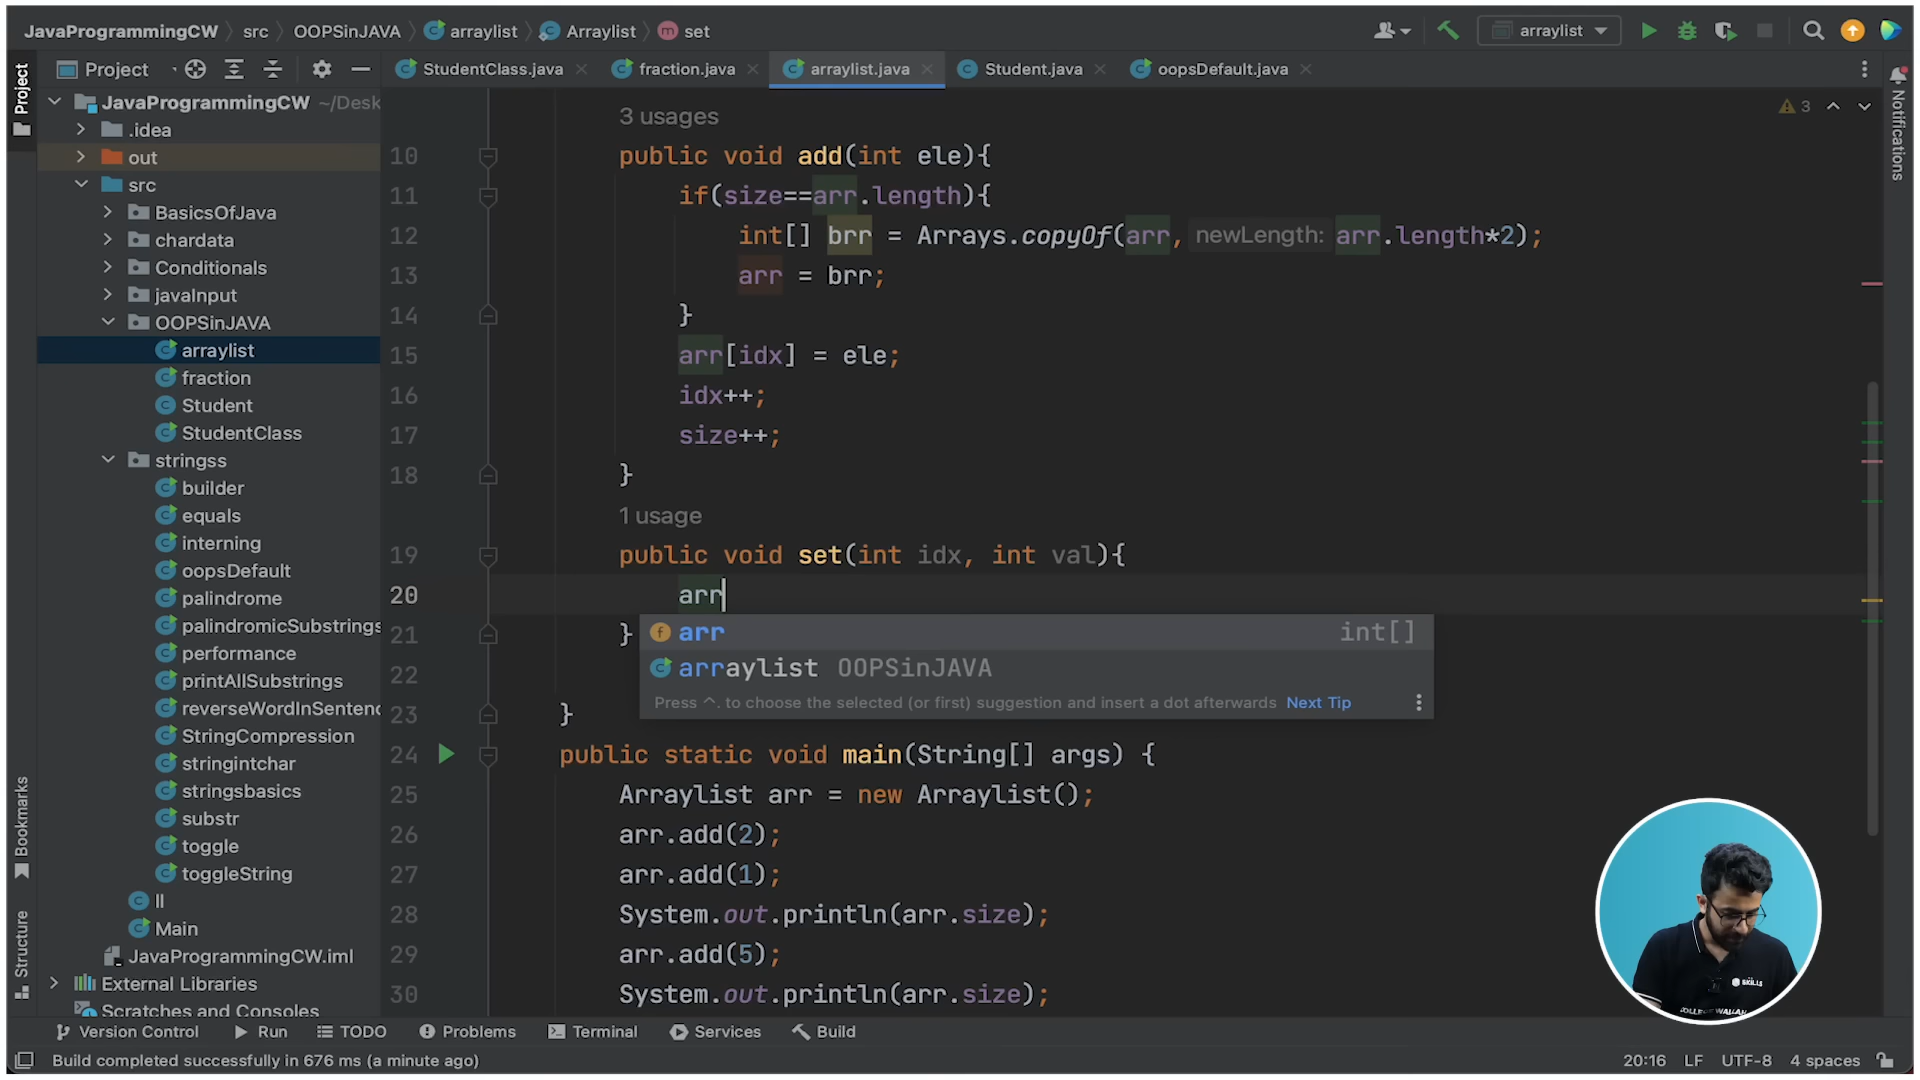 JavaProgrammingCW src OOPSinJAVA arraylist Arraylist set
arraylist
Project
Project
StudentClass.java
fraction.java
arraylist.java
Student.java
oopsDefault.java
Notifications
JavaProgrammingCW ~/Desk
.idea
out
src
BasicsOfJava
chardata
Conditionals
javaInput
OOPSinJAVA
arraylist
fraction
Student
StudentClass
stringss
builder
equals
interning
oopsDefault
palindrome
palindromicSubstrings
performance
printAllSubstrings
reverseWordInSentenc
StringCompression
stringintchar
stringsbasics
substr
toggle
toggleString
ll
Main
JavaProgrammingCW.iml
External Libraries
Scratches and Consoles
Bookmarks
Structure
3
3 usages
10 public void add(int ele){
11 if(size==arr.length){
12 int[] brr = Arrays.copyOf(arr, newLength: arr.length*2);
13 arr = brr;
14 }
15 arr[idx] = ele;
16 idx++;
17 size++;
18 }
1 usage
19 public void set(int idx, int val){
20 arr
21 }
22
23 }
24 public static void main(String[] args) {
25 Arraylist arr = new Arraylist();
26 arr.add(2);
27 arr.add(1);
28 System.out.println(arr.size);
29 arr.add(5);
30 System.out.println(arr.size);
f arr int[]
arraylist OOPSinJAVA
Press ^. to choose the selected (or first) suggestion and insert a dot afterwards Next Tip
SKILLS
Version Control Run TODO Problems Terminal Services Build
Build completed successfully in 676 ms (a minute ago)
20:16 LF UTF-8 4 spaces